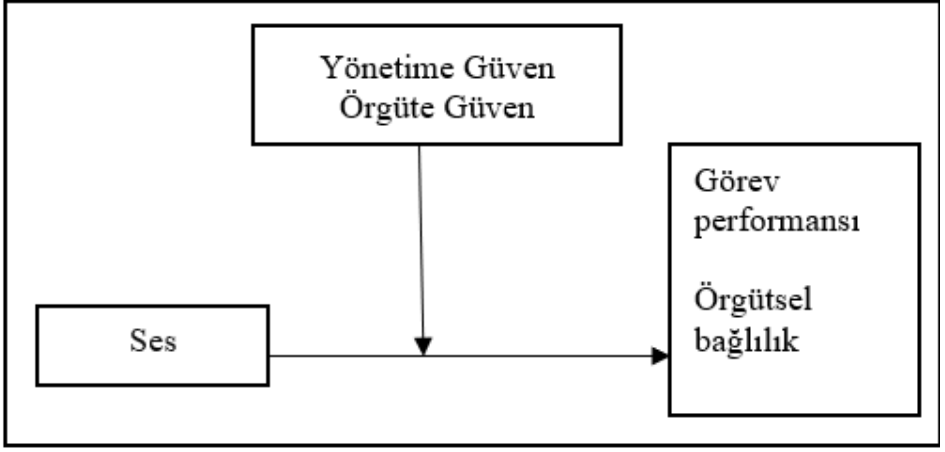 Yönetime Güven
Örgüte Güven
Görev
performansı
Örgütsel
bağlılık
Ses